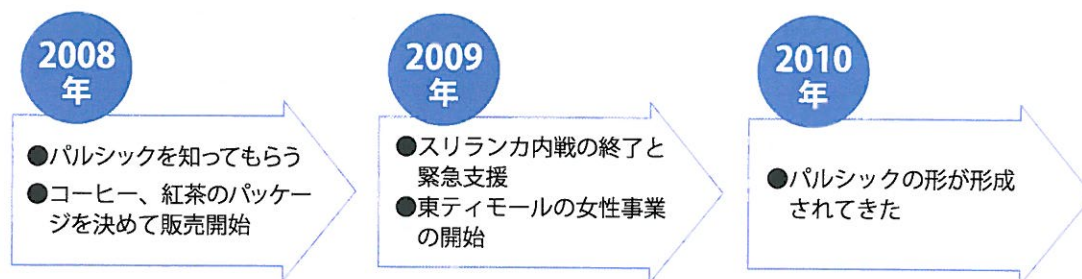 2008
年
●パルシックを知ってもらう
●コーヒー、紅茶のパッケー
ジを決めて販売開始
2009
年
●スリランカ内戦の終了と
緊急支援
●東ティモールの女性事業
の開始
2010
年
●パルシックの形が形成
されてきた